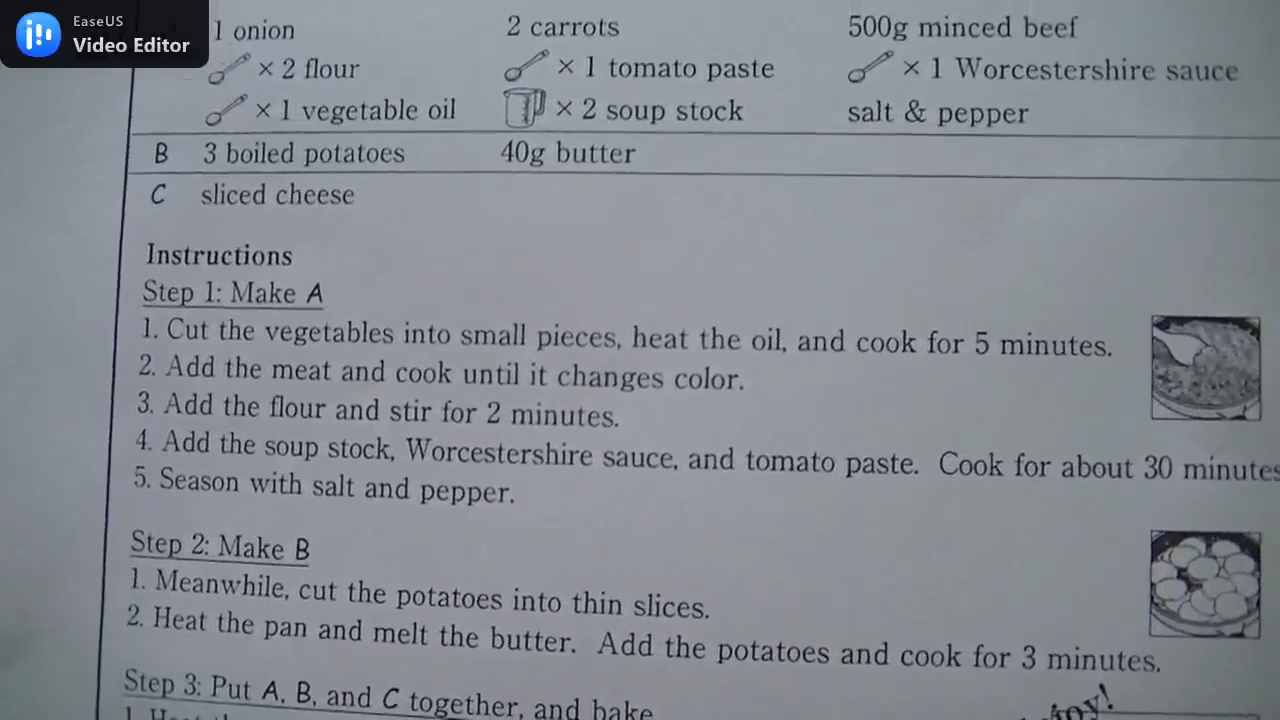 EaseUS
Video Editor
1 onion 2 carrots 500g minced beef
× 2 flour × 1 tomato paste × 1 Worcestershire sauce
× 1 vegetable oil × 2 soup stock salt & pepper
B 3 boiled potatoes 40g butter
C sliced cheese
Instructions
Step 1: Make A
1. Cut the vegetables into small pieces, heat the oil, and cook for 5 minutes.
2. Add the meat and cook until it changes color.
3. Add the flour and stir for 2 minutes.
4. Add the soup stock, Worcestershire sauce, and tomato paste. Cook for about 30 minutes
5. Season with salt and pepper.
Step 2: Make B
1. Meanwhile, cut the potatoes into thin slices.
2. Heat the pan and melt the butter. Add the potatoes and cook for 3 minutes.
Step 3: Put A, B, and C together, and bake